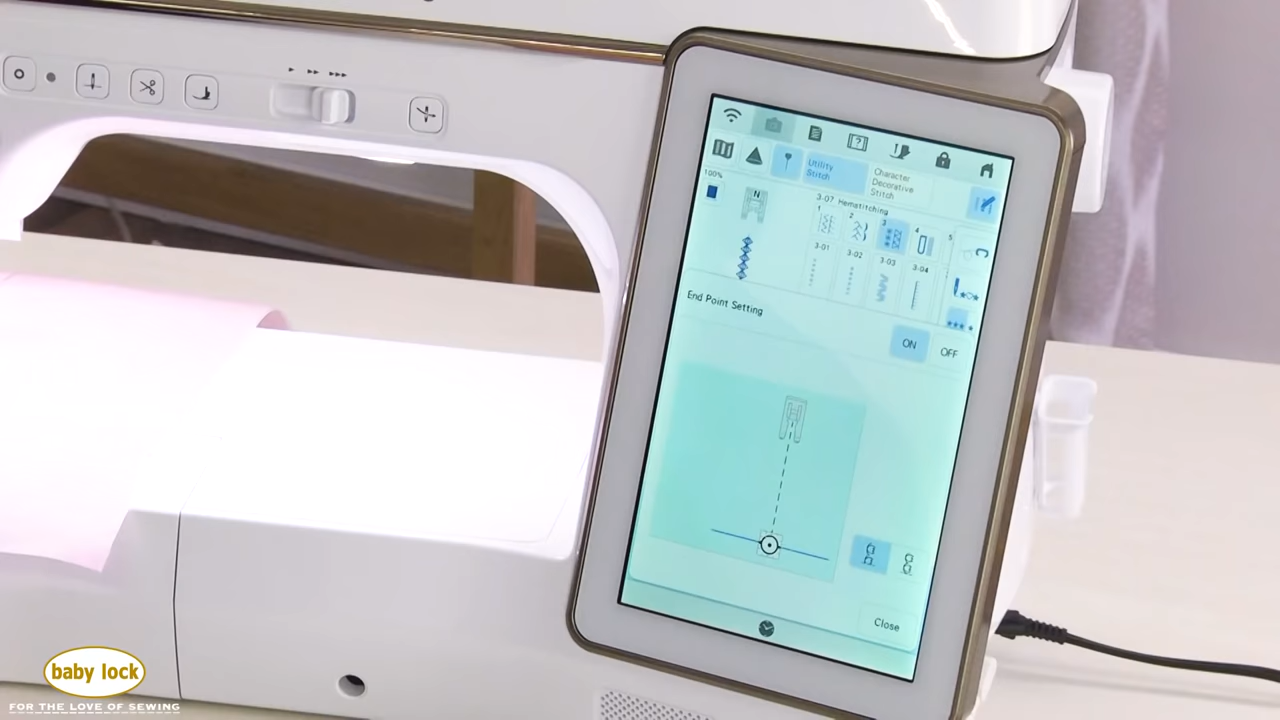 Utility
Stitch
Character
Decorative
Stitch
100%
N
3-07 Hemstitching
1 2 3 4 5
3-01 3-02 3-03 3-04
End Point Setting
ON OFF
Close
baby lock
FOR THE LOVE OF SEWING